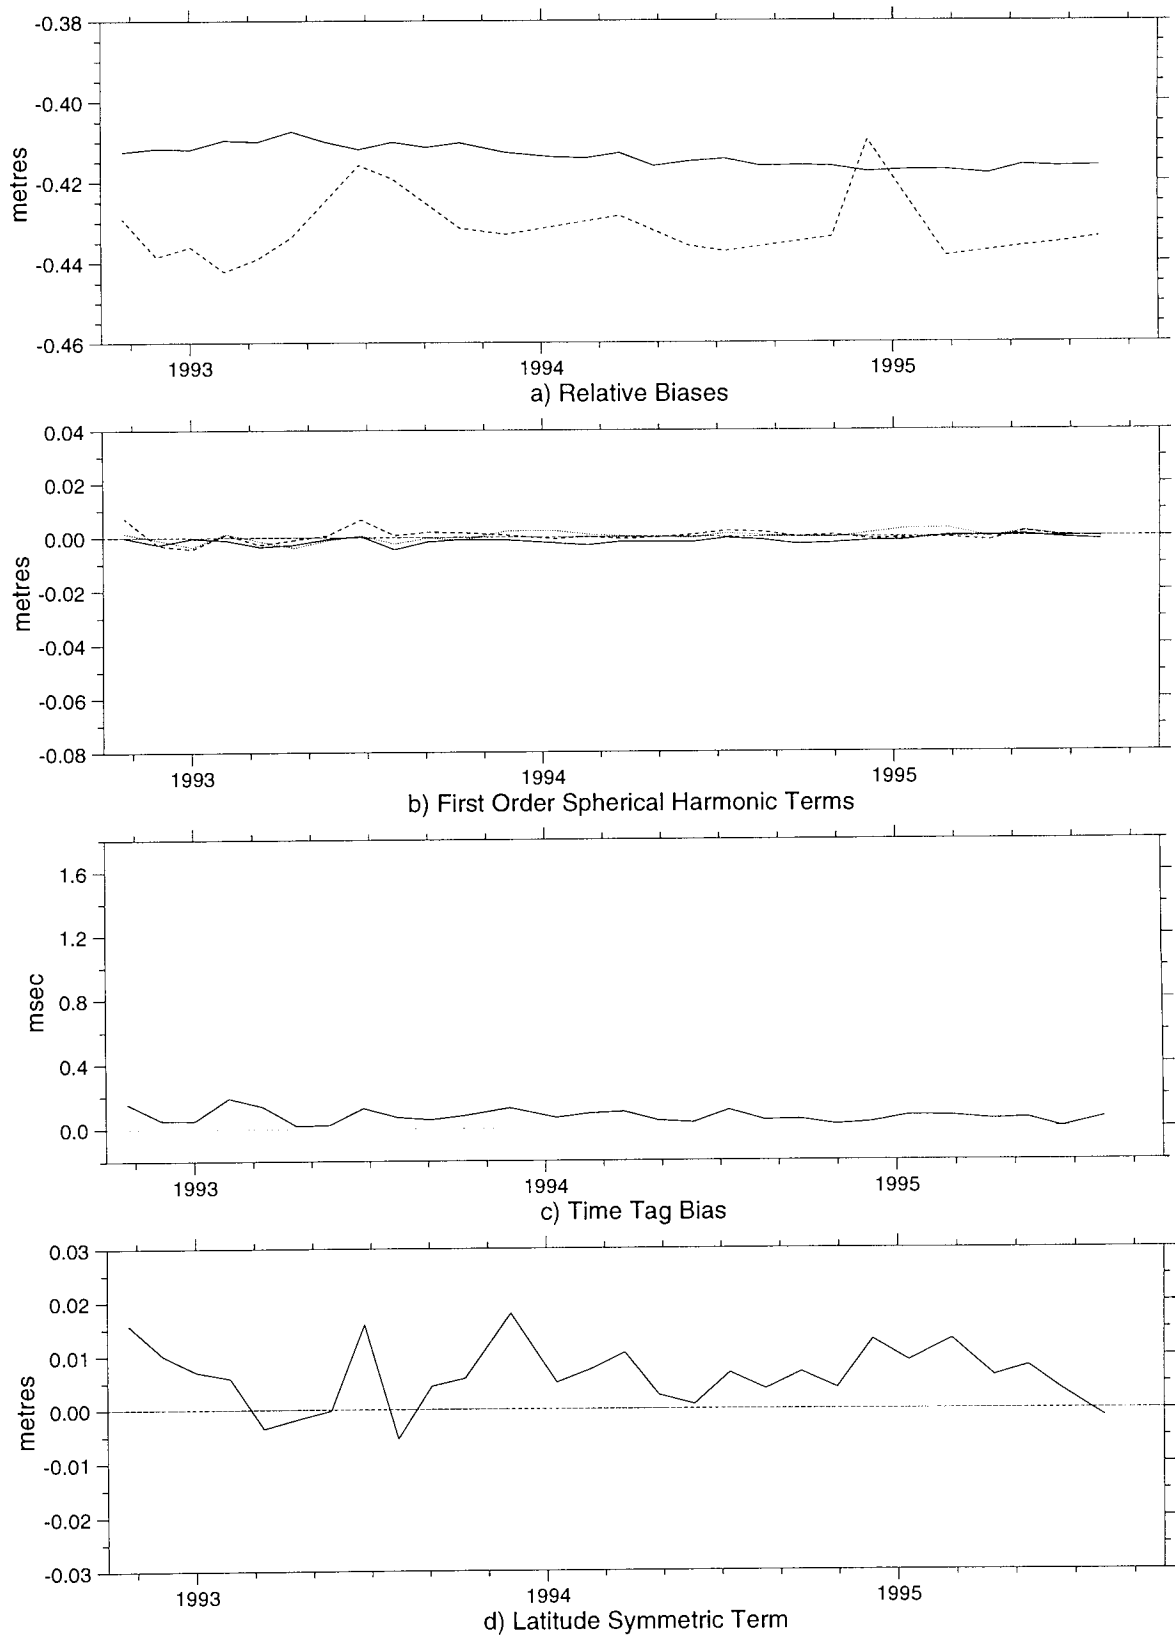 -0.38
-0.40
-0.42
-0.44
-0.46
metres
1993 1994 1995
a) Relative Biases
0.04
0.02
0.00
-0.02
-0.04
-0.06
-0.08
metres
1993 1994 1995
b) First Order Spherical Harmonic Terms
1.6
1.2
0.8
0.4
0.0
msec
1993 1994 1995
c) Time Tag Bias
0.03
0.02
0.01
0.00
-0.01
-0.02
-0.03
metres
1993 1994 1995
d) Latitude Symmetric Term